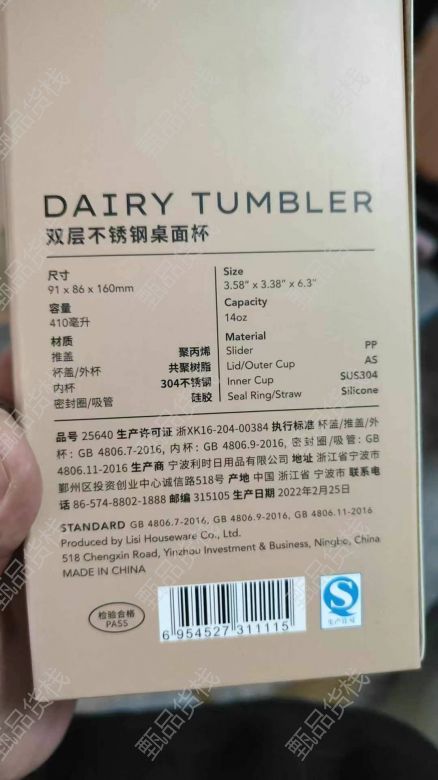 DAIRY TUMBLER
双层不锈钢桌面杯
尺寸
91 x 86 x 160mm
容量
410毫升
材质
推盖 聚丙烯
杯盖/外杯 共聚树脂
内杯 304不锈钢
密封圈/吸管 硅胶
Size
3.58" x 3.38" x 6.3"
Capacity
14oz
Material
Slider PP
Lid/Outer Cup AS
Inner Cup SUS304
Seal Ring/Straw Silicone
品号 25640 生产许可证 浙XK16-204-00384 执行标准 杯盖/推盖/外
杯: GB 4806.7-2016, 内杯: GB 4806.9-2016, 密封圈/吸管: GB
4806.11-2016 生产商 宁波利时日用品有限公司 地址 浙江省宁波市
鄞州区投资创业中心诚信路518号 产地 中国 浙江省 宁波市 联系电
话 86-574-8802-1888 邮编 315105 生产日期 2022年2月25日
STANDARD GB 4806.7-2016, GB 4806.9-2016, GB 4806.11-2016
Produced by Lisi Houseware Co., Ltd.
518 Chengxin Road, Yinzhou Investment & Business, Ningbo, China
MADE IN CHINA
检验合格
PASS
6 954527 311115
生产许可
甄品货栈